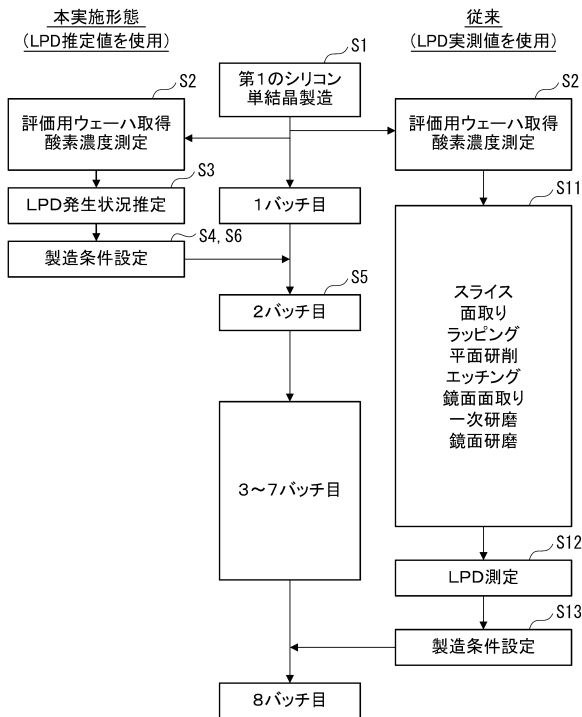 本実施形態
(LPD推定値を使用)
従来
(LPD実測値を使用)
S1
第1のシリコン
単結晶製造
S2
評価用ウェーハ取得
酸素濃度測定
S2
評価用ウェーハ取得
酸素濃度測定
S3
LPD発生状況推定
1バッチ目
S11
スライス
面取り
ラッピング
平面研削
エッチング
鏡面面取り
一次研磨
鏡面研磨
S4, S6
製造条件設定
S5
2バッチ目
3～7バッチ目
S12
LPD測定
S13
製造条件設定
8バッチ目